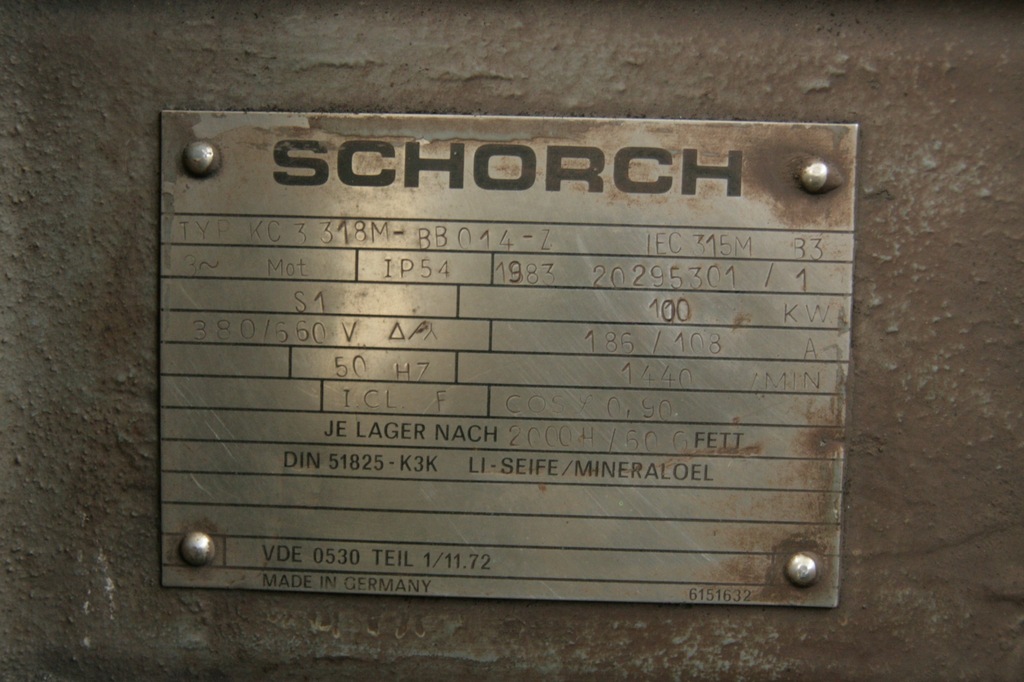 SCHORCH
TYP KC 3 318M-BB014-Z IEC 315M B3
3~ Mot IP54 1983 20295301 / 1
S1 100 KW
380/660 V Δ/⅄ 186 / 108 A
50 HZ 1440 /MIN
I CL. F COS 0,90
JE LAGER NACH 2000H/60 G FETT
DIN 51825-K3K LI-SEIFE/MINERALOEL
VDE 0530 TEIL 1/11.72
MADE IN GERMANY 6151632